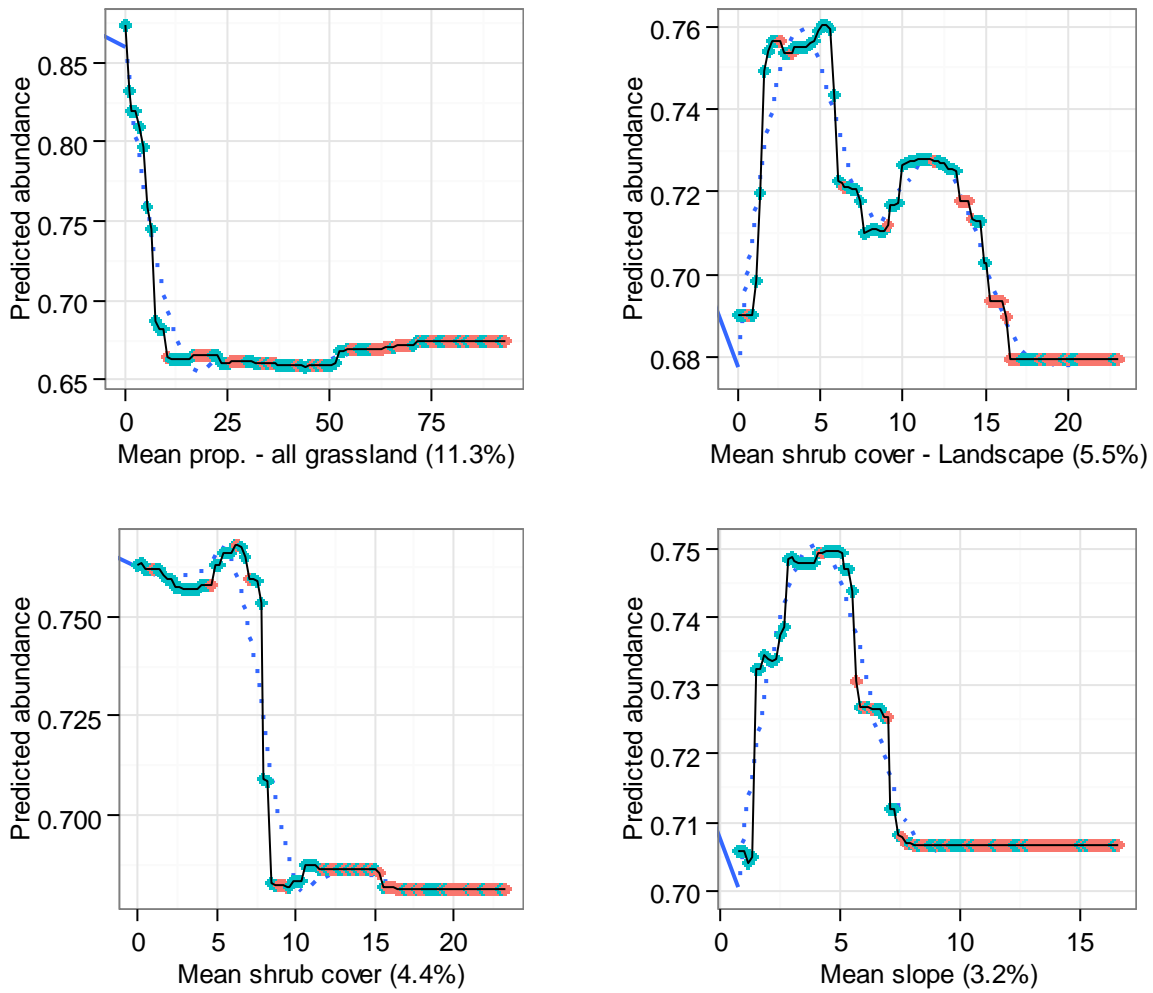 Predicted abundance
0.85
0.80
0.75
0.70
0.65
0 25 50 75
Mean prop. - all grassland (11.3%)
Predicted abundance
0.76
0.74
0.72
0.70
0.68
0 5 10 15 20
Mean shrub cover - Landscape (5.5%)
Predicted abundance
0.750
0.725
0.700
0 5 10 15 20
Mean shrub cover (4.4%)
Predicted abundance
0.75
0.74
0.73
0.72
0.71
0.70
0 5 10 15
Mean slope (3.2%)